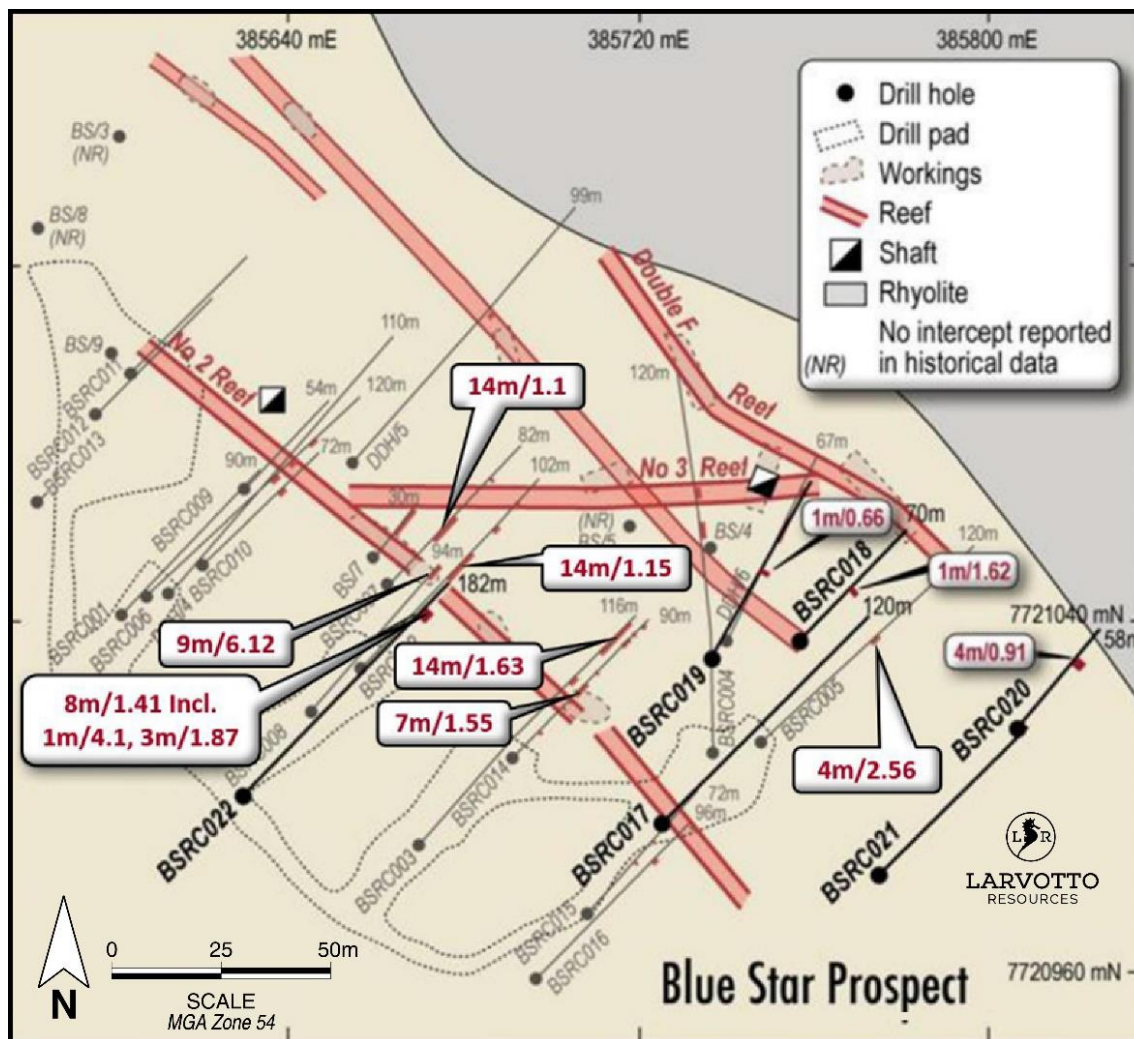 385640 mE
385720 mE
385800 mE
Drill hole
Drill pad
Workings
Reef
Shaft
Rhyolite
No intercept reported
(NR) in historical data
BS/3
(NR)
BS/8
(NR)
99m
Double F
Reef
110m
BS/9
BSRC011
No 2 Reef
54m
120m
120m
14m/1.1
BSRC012
BSRC013
72m
90m
DDH/5
82m
102m
No 3 Reef
67m
30m
BSRC009
BSRC010
(NR)
BS/5
BS/4
1m/0.66
70m
BSRC018
120m
94m
BS/1
182m
14m/1.15
1m/1.62
BSRC001
BSRC006
116m
90m
120m
7721040 mN
58m
9m/6.12
14m/1.63
4m/0.91
8m/1.41 Incl.
1m/4.1, 3m/1.87
7m/1.55
BSRC019
BSRC004
BSRC005
BSRC020
4m/2.56
BSRC022
BSRC014
72m
96m
BSRC017
BSRC003
BSRC021
BSRC015
BSRC016
L R
LARVOTTO
RESOURCES
N
0 25 50m
SCALE
MGA Zone 54
Blue Star Prospect
7720960 mN